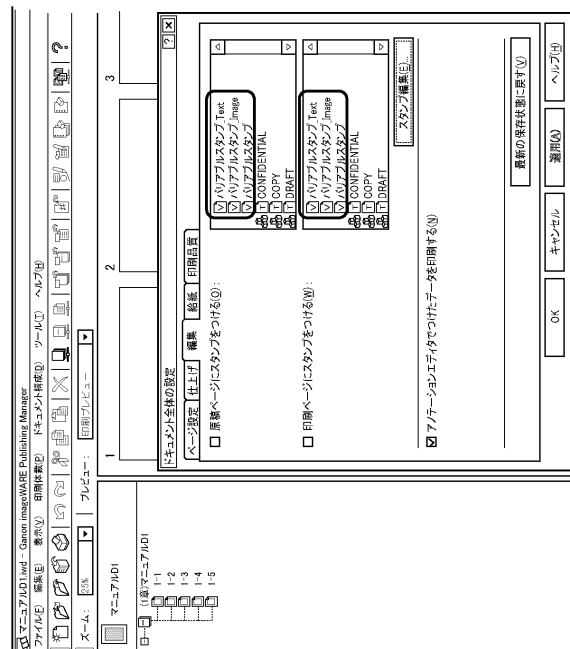 マニュアルD1.iwd - Ganon imageWARE Publishing Manager
ファイル(F) 編集(E) 表示(V) 印刷体裁(P) ドキュメント構成(D) ツール(T) ヘルプ(H)
ズーム: 25% プレビュー: 印刷プレビュー
マニュアルD1
(1章)マニュアルD1
1-1
1-2
1-3
1-4
1-5
1 2 3
ドキュメント全体の設定
ページ設定 仕上げ 編集 給紙 印刷品質
原稿ページにスタンプをつける(O):
バリアブルスタンプ_Text
バリアブルスタンプ_Image
バリアブルスタンプ
CONFIDENTIAL
COPY
DRAFT
印刷ページにスタンプをつける(W):
バリアブルスタンプ_Text
バリアブルスタンプ_Image
バリアブルスタンプ
CONFIDENTIAL
COPY
DRAFT
スタンプ編集(E)...
アノテーションエディタでつけたデータを印刷する(N)
最新の保存状態に戻す(V)
OK キャンセル 適用(A) ヘルプ(H)